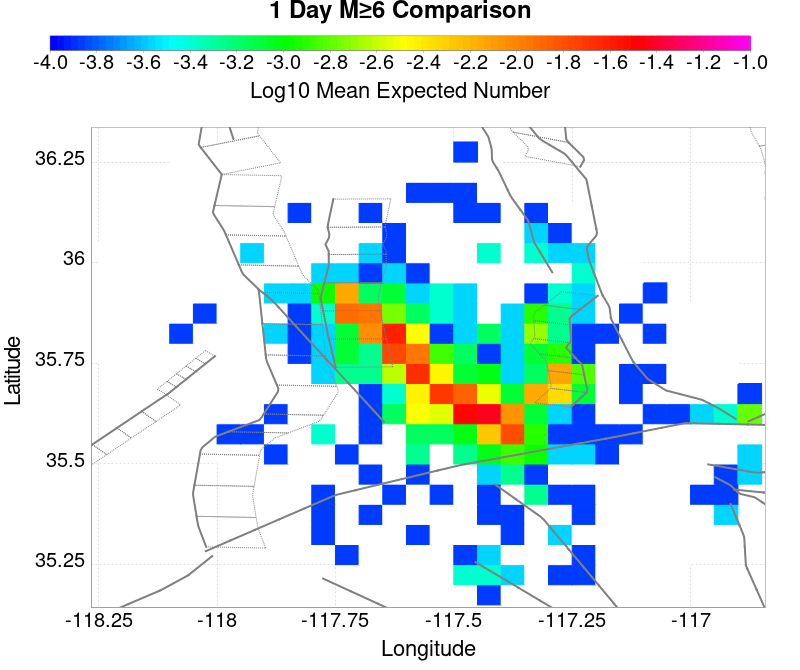 1 Day M≥6 Comparison
-4.0 -3.8 -3.6 -3.4 -3.2 -3.0 -2.8 -2.6 -2.4 -2.2 -2.0 -1.8 -1.6 -1.4 -1.2 -1.0
Log10 Mean Expected Number
36.25
36
35.75
35.5
35.25
Latitude
-118.25 -118 -117.75 -117.5 -117.25 -117
Longitude